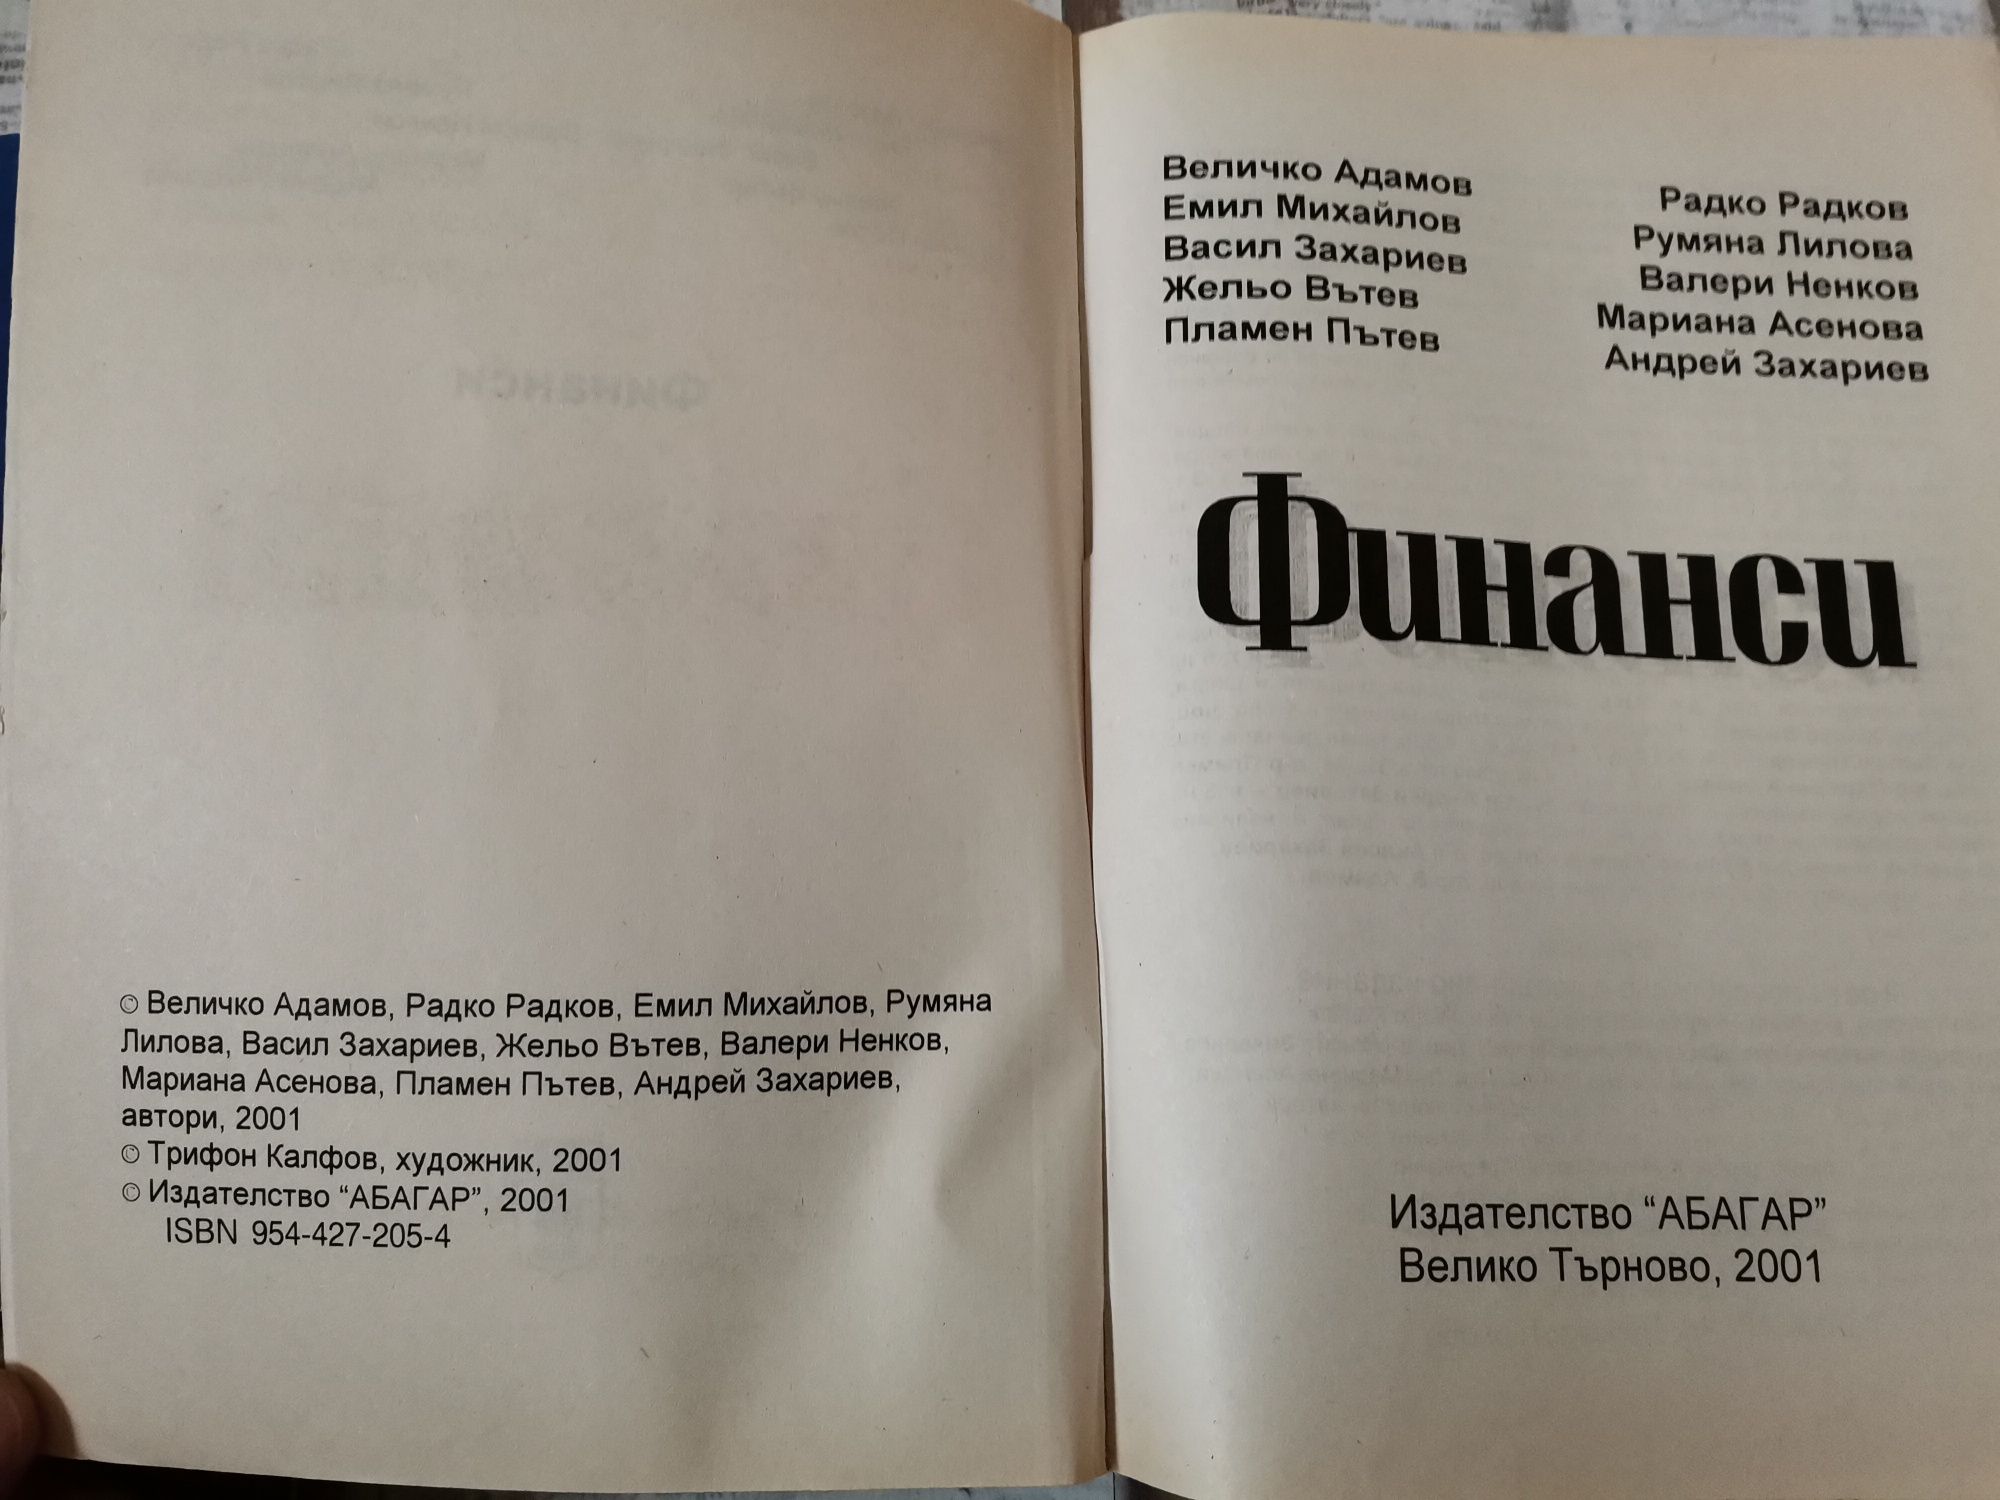 © Величко Адамов, Радко Радков, Емил Михайлов, Румяна
Лилова, Васил Захариев, Жельо Вътев, Валери Ненков,
Мариана Асенова, Пламен Пътев, Андрей Захариев,
автори, 2001
© Трифон Калфов, художник, 2001
© Издателство “АБАГАР”, 2001
ISBN 954-427-205-4
Величко Адамов
Емил Михайлов
Васил Захариев
Жельо Вътев
Пламен Пътев
Радко Радков
Румяна Лилова
Валери Ненков
Мариана Асенова
Андрей Захариев
Финанси
Издателство “АБАГАР”
Велико Търново, 2001